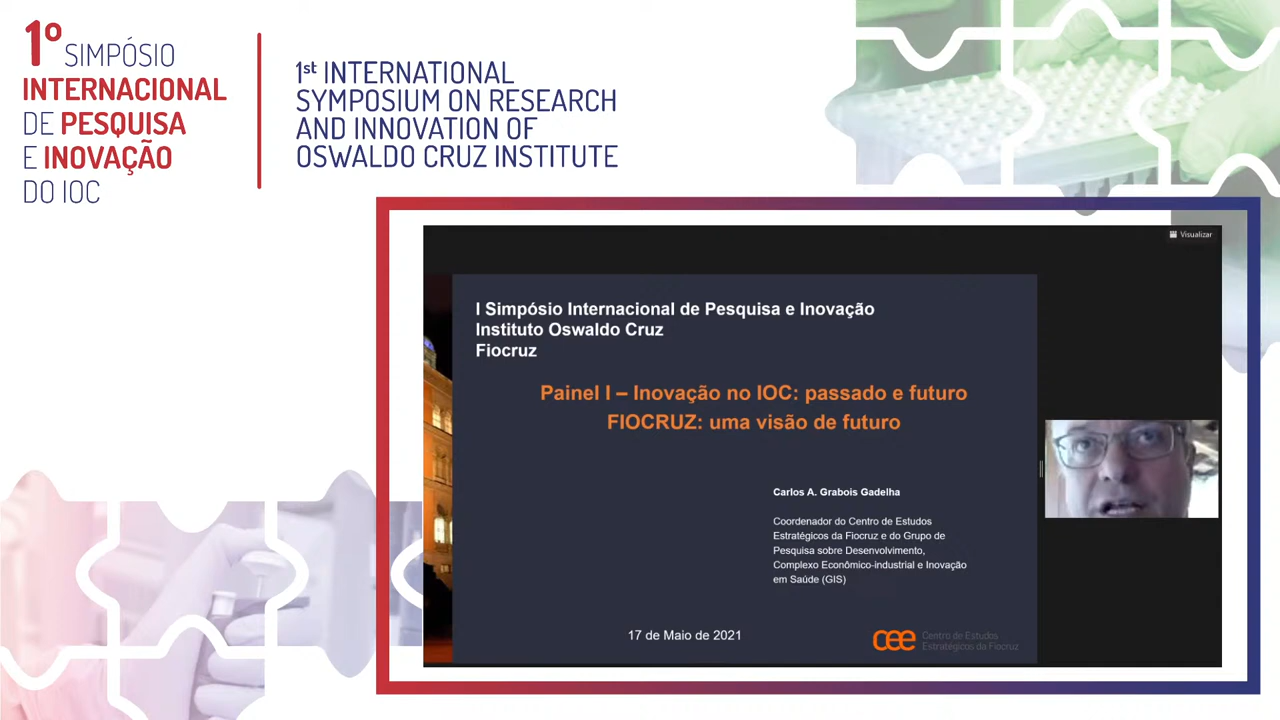 1º SIMPÓSIO
INTERNACIONAL
DE PESQUISA
E INOVAÇÃO
DO IOC
1st INTERNATIONAL
SYMPOSIUM ON RESEARCH
AND INNOVATION OF
OSWALDO CRUZ INSTITUTE
Visualizar
I Simpósio Internacional de Pesquisa e Inovação
Instituto Oswaldo Cruz
Fiocruz
Painel I – Inovação no IOC: passado e futuro
FIOCRUZ: uma visão de futuro
Carlos A. Grabois Gadelha
Coordenador do Centro de Estudos
Estratégicos da Fiocruz e do Grupo de
Pesquisa sobre Desenvolvimento,
Complexo Econômico-industrial e Inovação
em Saúde (GIS)
17 de Maio de 2021
cee
Centro de Estudos
Estratégicos da Fiocruz